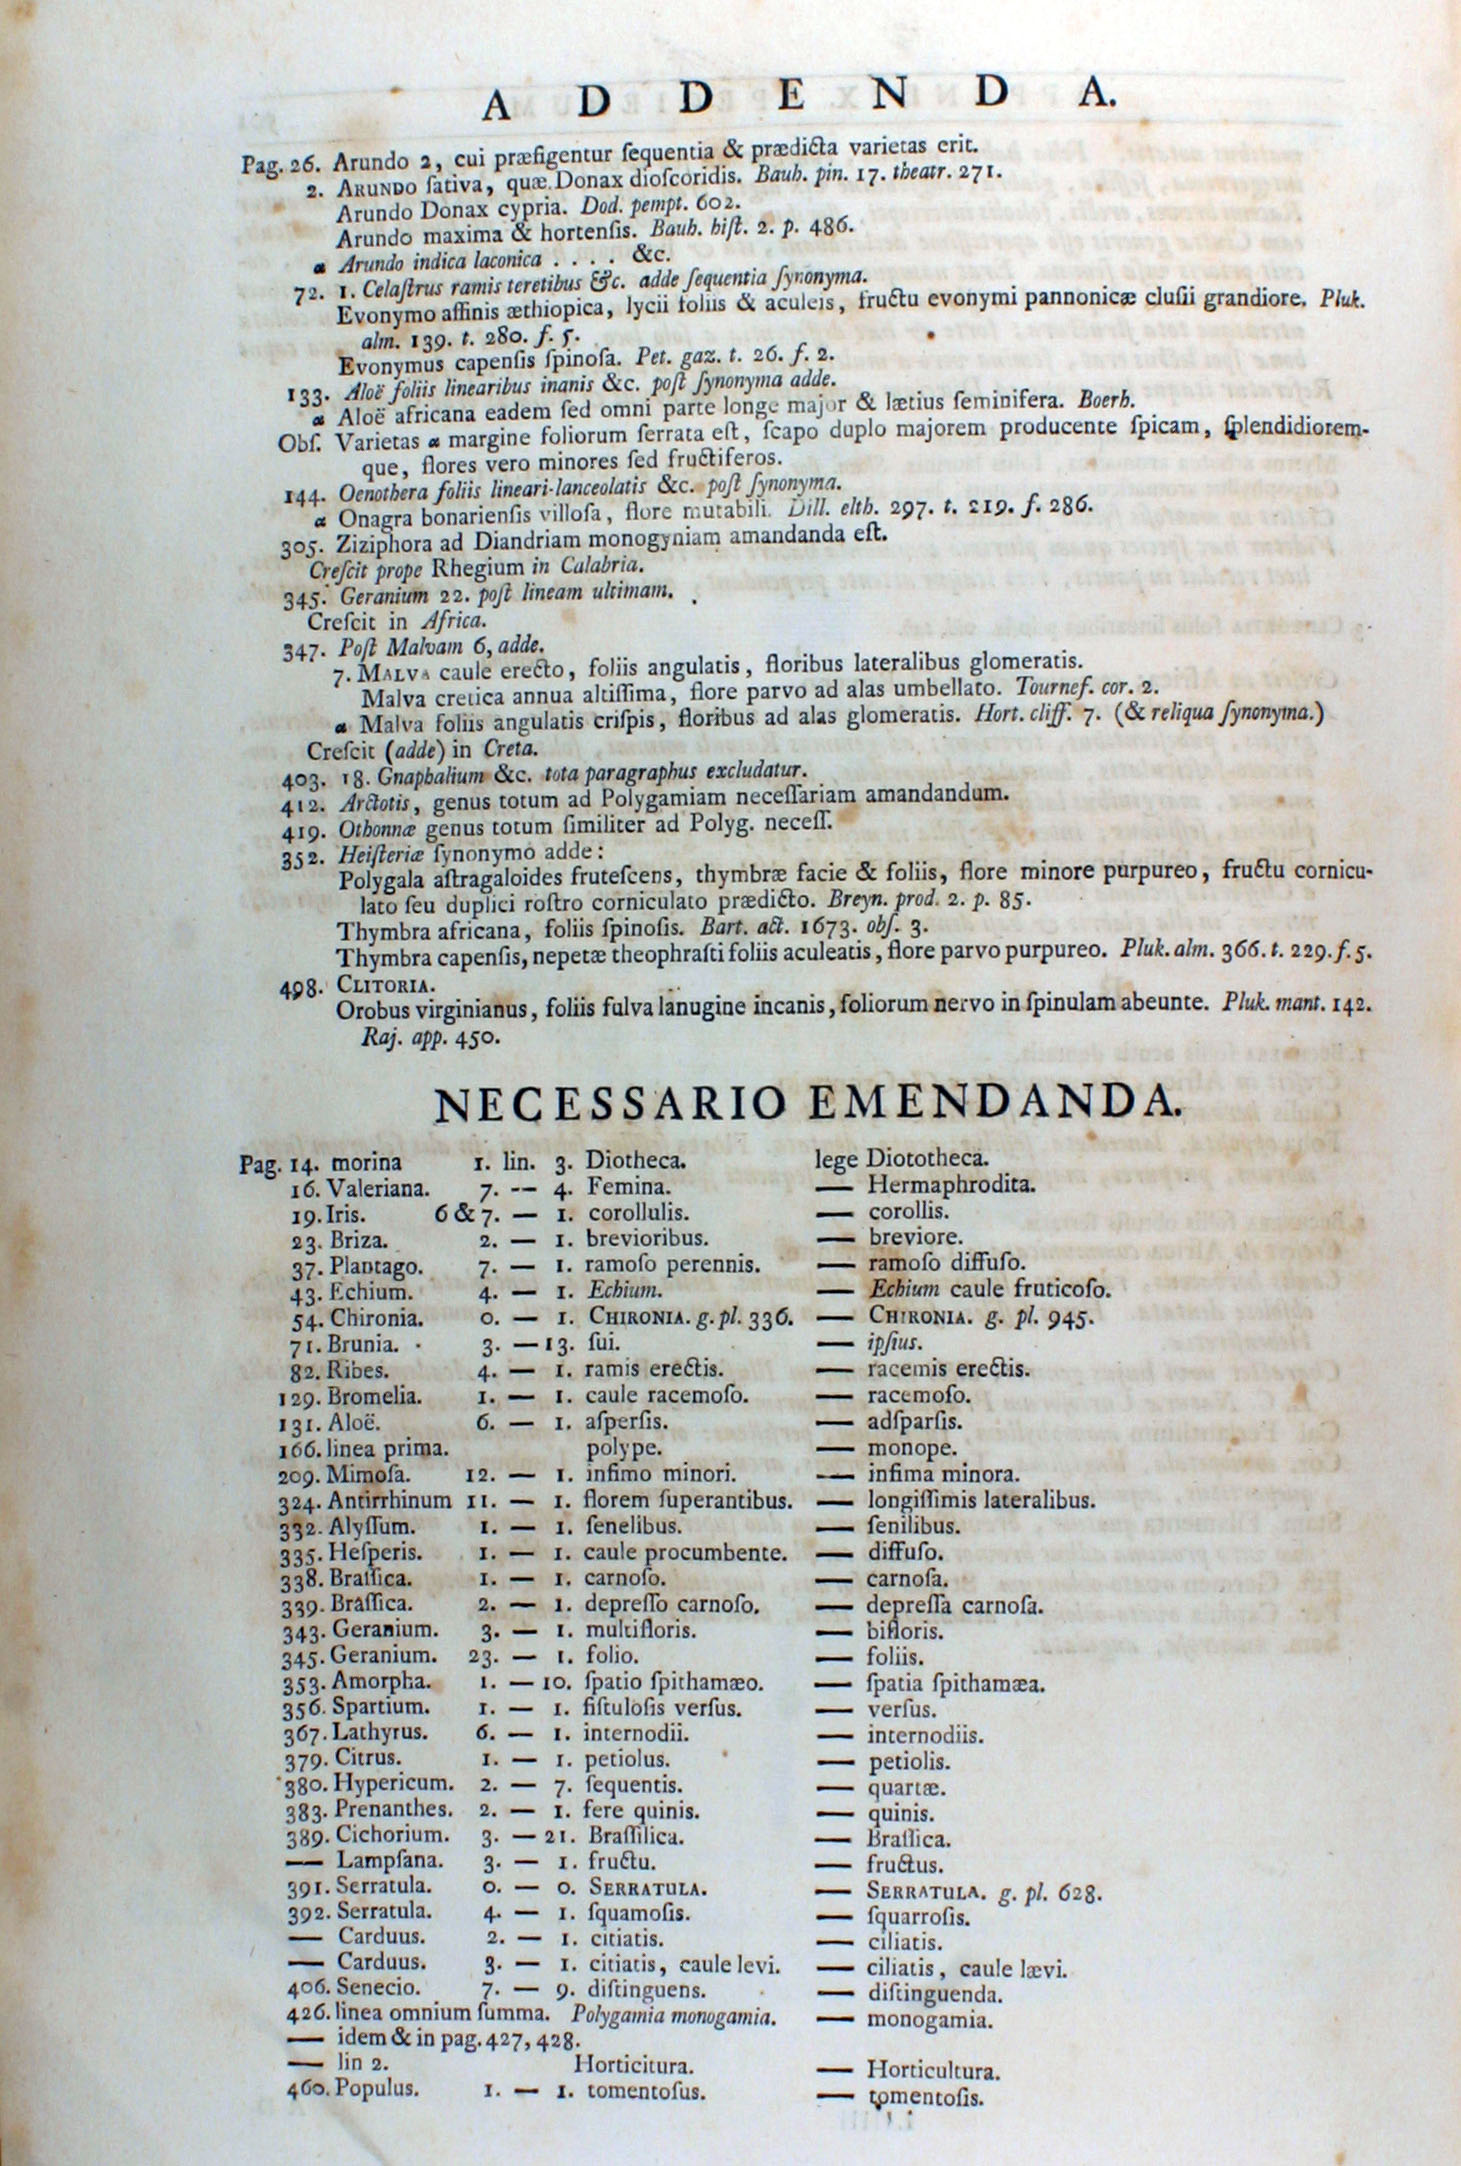 ADDENDA.
Pag. 26. Arundo 2, cui præfigentur ſequentia & prædicta varietas erit.
2. ARUNDO ſativa, quæ Donax dioſcoridis. Bauh. pin. 17. theatr. 271.
Arundo Donax cypria. Dod. pempt. 602.
Arundo maxima & hortenſis. Bauh. hiſt. 2. p. 486.
α Arundo indica laconica . . . . &c.
72. 1. Celaſtrus ramis teretibus &c. adde ſequentia ſynonyma.
Evonymo affinis æthiopica, lycii foliis & aculeis, fructu evonymi pannonicæ cluſii grandiore. Pluk.
alm. 139. t. 280. f. 5.
Evonymus capenſis ſpinoſa. Pet. gaz. t. 26. f. 2.
133. Aloë foliis linearibus inanis &c. poſt ſynonyma adde.
α Aloë africana eadem ſed omni parte longe major & lætius ſeminifera. Boerh.
Obſ. Varietas α margine foliorum ſerrata eſt, ſcapo duplo majorem producente ſpicam, ſplendidiorem-
que, flores vero minores ſed fructiferos.
144. Oenothera foliis lineari-lanceolatis &c. poſt ſynonyma.
α Onagra bonarienſis villoſa, flore mutabili. Dill. elth. 297. t. 219. f. 286.
305. Ziziphora ad Diandriam monogyniam amandanda eſt.
Creſcit prope Rhegium in Calabria.
345. Geranium 22. poſt lineam ultimam.
Creſcit in Africa.
347. Poſt Malvam 6, adde.
7. MALVA caule erecto, foliis angulatis, floribus lateralibus glomeratis.
Malva cretica annua altiſſima, flore parvo ad alas umbellato. Tournef. cor. 2.
α Malva foliis angulatis criſpis, floribus ad alas glomeratis. Hort. cliff. 7. (& reliqua ſynonyma.)
Creſcit (adde) in Creta.
403. 18. Gnaphalium &c. tota paragraphus excludatur.
412. Arctotis, genus totum ad Polygamiam neceſſariam amandandum.
419. Othonnæ genus totum ſimiliter ad Polyg. neceſſ.
352. Heiſteriæ ſynonymo adde:
Polygala aſtragaloides fruteſcens, thymbræ facie & foliis, flore minore purpureo, fructu cornicu-
lato ſeu duplici roſtro corniculato prædicto. Breyn. prod. 2. p. 85.
Thymbra africana, foliis ſpinoſis. Bart. act. 1673. obſ. 3.
Thymbra capenſis, nepetæ theophraſti foliis aculeatis, flore parvo purpureo. Pluk. alm. 366. t. 229. f. 5.
498. CLITORIA.
Orobus virginianus, foliis fulva lanugine incanis, foliorum nervo in ſpinulam abeunte. Pluk. mant. 142.
Raj. app. 450.
NECESSARIO EMENDANDA.
Pag. 14. morina 1. lin. 3. Diotheca. lege Diototheca.
16. Valeriana. 7. -- 4. Femina. — Hermaphrodita.
19. Iris. 6 & 7. — 1. corollulis. — corollis.
23. Briza. 2. — 1. brevioribus. — breviore.
37. Plantago. 7. — 1. ramoſo perennis. — ramoſo diffuſo.
43. Echium. 4. — 1. Echium. — Echium caule fruticoſo.
54. Chironia. 0. — 1. CHIRONIA. g. pl. 336. — CHIRONIA. g. pl. 945.
71. Brunia. 3. — 13. ſui. — ipſius.
82. Ribes. 4. — 1. ramis erectis. — racemis erectis.
129. Bromelia. 1. — 1. caule racemoſo. — racemoſo.
131. Aloë. 6. — 1. aſperſis. — adſparſis.
166. linea prima. polype. — monope.
209. Mimoſa. 12. — 1. infimo minori. — infima minora.
324. Antirrhinum 11. — 1. florem ſuperantibus. — longiſſimis lateralibus.
332. Alyſſum. 1. — 1. ſenelibus. — ſenilibus.
335. Heſperis. 1. — 1. caule procumbente. — diffuſo.
338. Braſſica. 1. — 1. carnoſo. — carnoſa.
339. Braſſica. 2. — 1. depreſſo carnoſo. — depreſſa carnoſa.
343. Geranium. 3. — 1. multifloris. — bifloris.
345. Geranium. 23. — 1. folio. — foliis.
353. Amorpha. 1. — 10. ſpatio ſpithamæo. — ſpatia ſpithamæa.
356. Spartium. 1. — 1. fiſtuloſis verſus. — verſus.
367. Lathyrus. 6. — 1. internodii. — internodiis.
379. Citrus. 1. — 1. petiolus. — petiolis.
380. Hypericum. 2. — 7. ſequentis. — quartæ.
383. Prenanthes. 2. — 1. fere quinis. — quinis.
389. Cichorium. 3. — 21. Braſſilica. — Braſſica.
— Lampſana. 3. — 1. fructu. — fructus.
391. Serratula. 0. — 0. SERRATULA. — SERRATULA. g. pl. 628.
392. Serratula. 4. — 1. ſquamoſis. — ſquarroſis.
— Carduus. 2. — 1. citiatis. — ciliatis.
— Carduus. 3. — 1. citiatis, caule levi. — ciliatis, caule lævi.
406. Senecio. 7. — 9. diſtinguens. — diſtinguenda.
426. linea omnium ſumma. Polygamia monogamia. — monogamia.
— idem & in pag. 427, 428.
— lin 2. Horticitura. — Horticultura.
460. Populus. 1. — 1. tomentoſus. — tomentoſis.